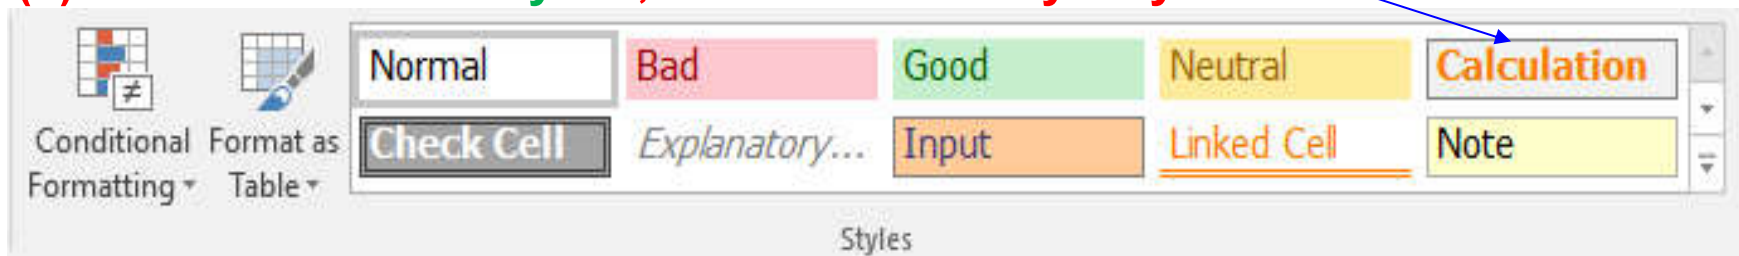 Normal Bad Good Neutral Calculation
Conditional Formatting Format as Table Check Cell Explanatory... Input Linked Cell Note
Styles